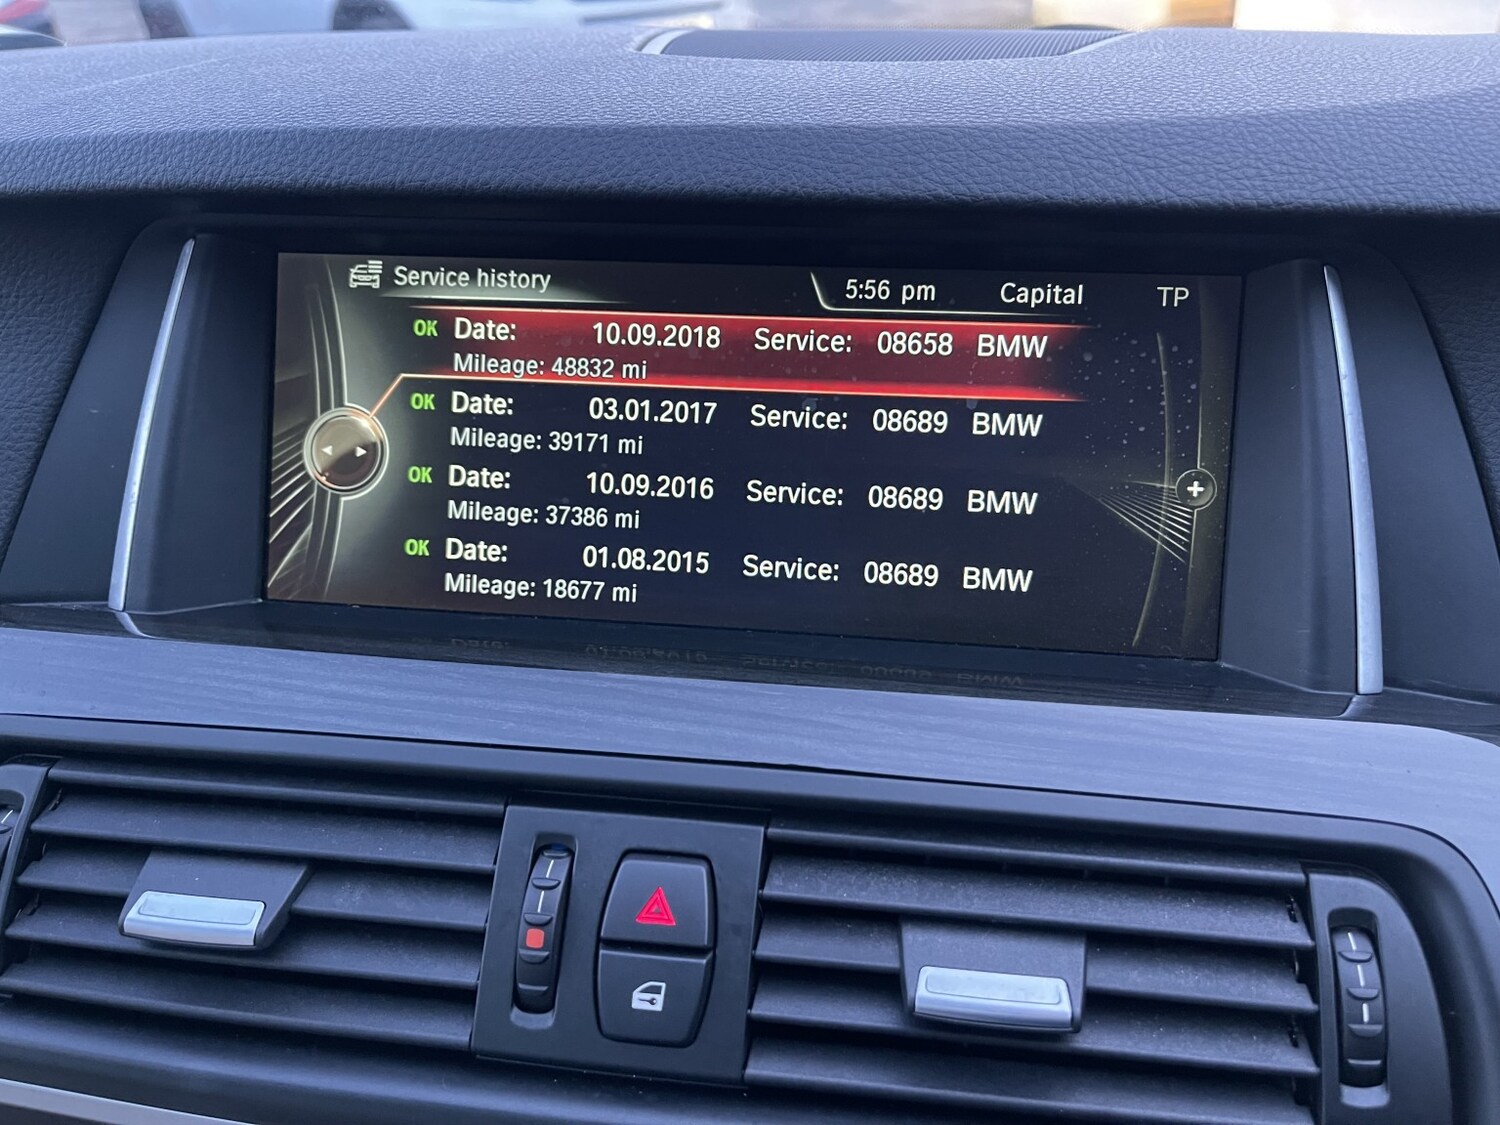 Service history 5:56 pm Capital TP
OK Date: 10.09.2018 Service: 08658 BMW
Mileage: 48832 mi
OK Date: 03.01.2017 Service: 08689 BMW
Mileage: 39171 mi
OK Date: 10.09.2016 Service: 08689 BMW
Mileage: 37386 mi
OK Date: 01.08.2015 Service: 08689 BMW
Mileage: 18677 mi